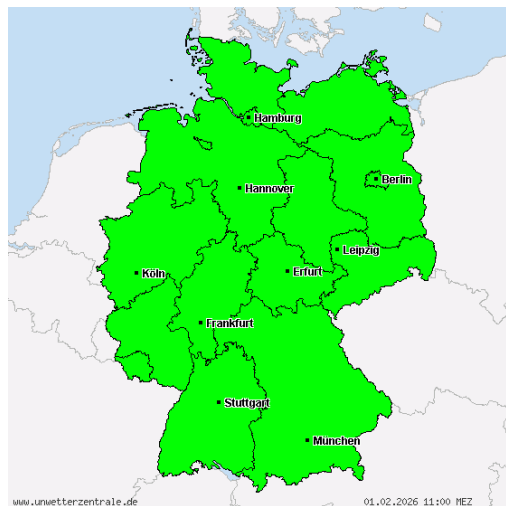 Hamburg
Berlin
Hannover
Leipzig
Erfurt
Köln
Frankfurt
Stuttgart
München
www.unwetterzentrale.de
01.02.2026 11:00 MEZ